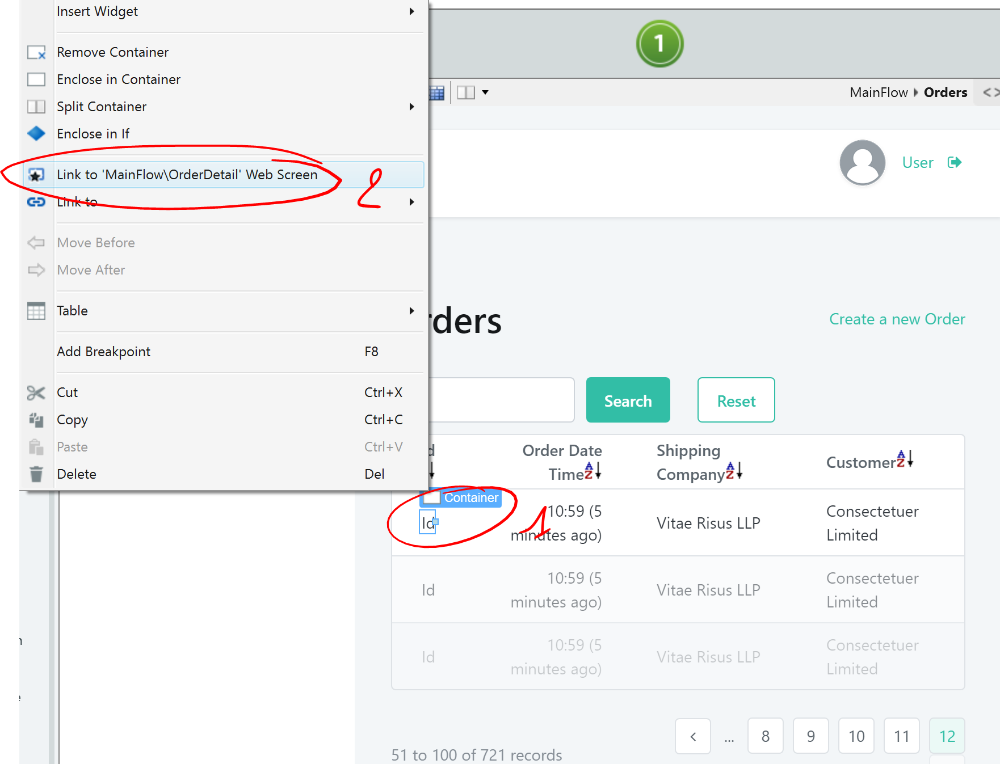 Insert Widget
Remove Container
Enclose in Container
Split Container
Enclose in If
Link to 'MainFlow\OrderDetail' Web Screen
2
Link to
Move Before
Move After
Table
Add Breakpoint F8
Cut Ctrl+X
Copy Ctrl+C
Paste Ctrl+V
Delete Del
1
MainFlow Orders <>
User
rders
Create a new Order
Search Reset
d
Order Date
Time
Shipping
Company
Customer
Container
1
Id
10:59 (5
minutes ago)
Vitae Risus LLP
Consectetuer
Limited
Id
10:59 (5
minutes ago)
Vitae Risus LLP
Consectetuer
Limited
Id
10:59 (5
minutes ago)
Vitae Risus LLP
Consectetuer
Limited
< ... 8 9 10 11 12
51 to 100 of 721 records